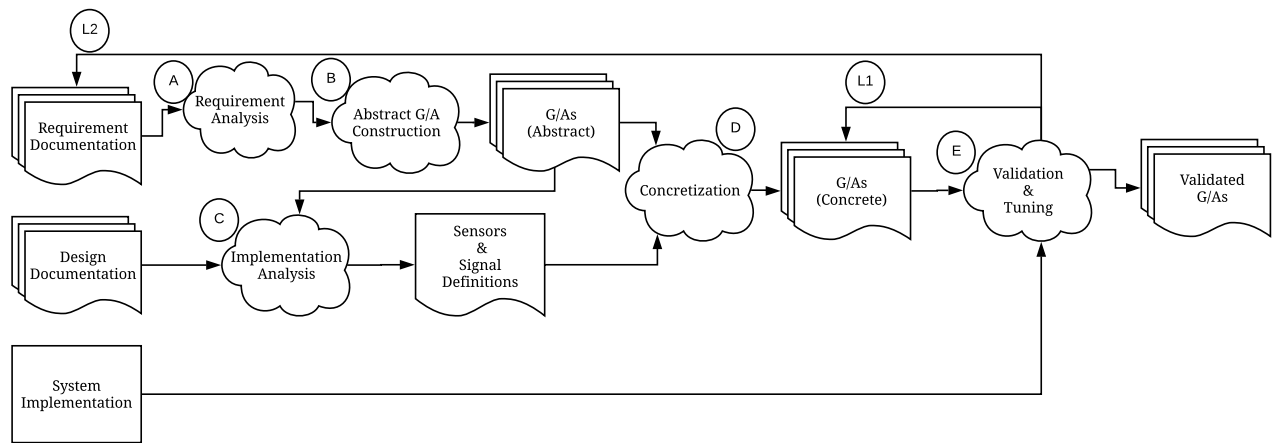 L2
A
Requirement
Analysis
B
Abstract G/A
Construction
G/As
(Abstract)
L1
Requirement
Documentation
D
Concretization
G/As
(Concrete)
E
Validation
&
Tuning
Validated
G/As
C
Design
Documentation
Implementation
Analysis
Sensors
&
Signal
Definitions
System
Implementation